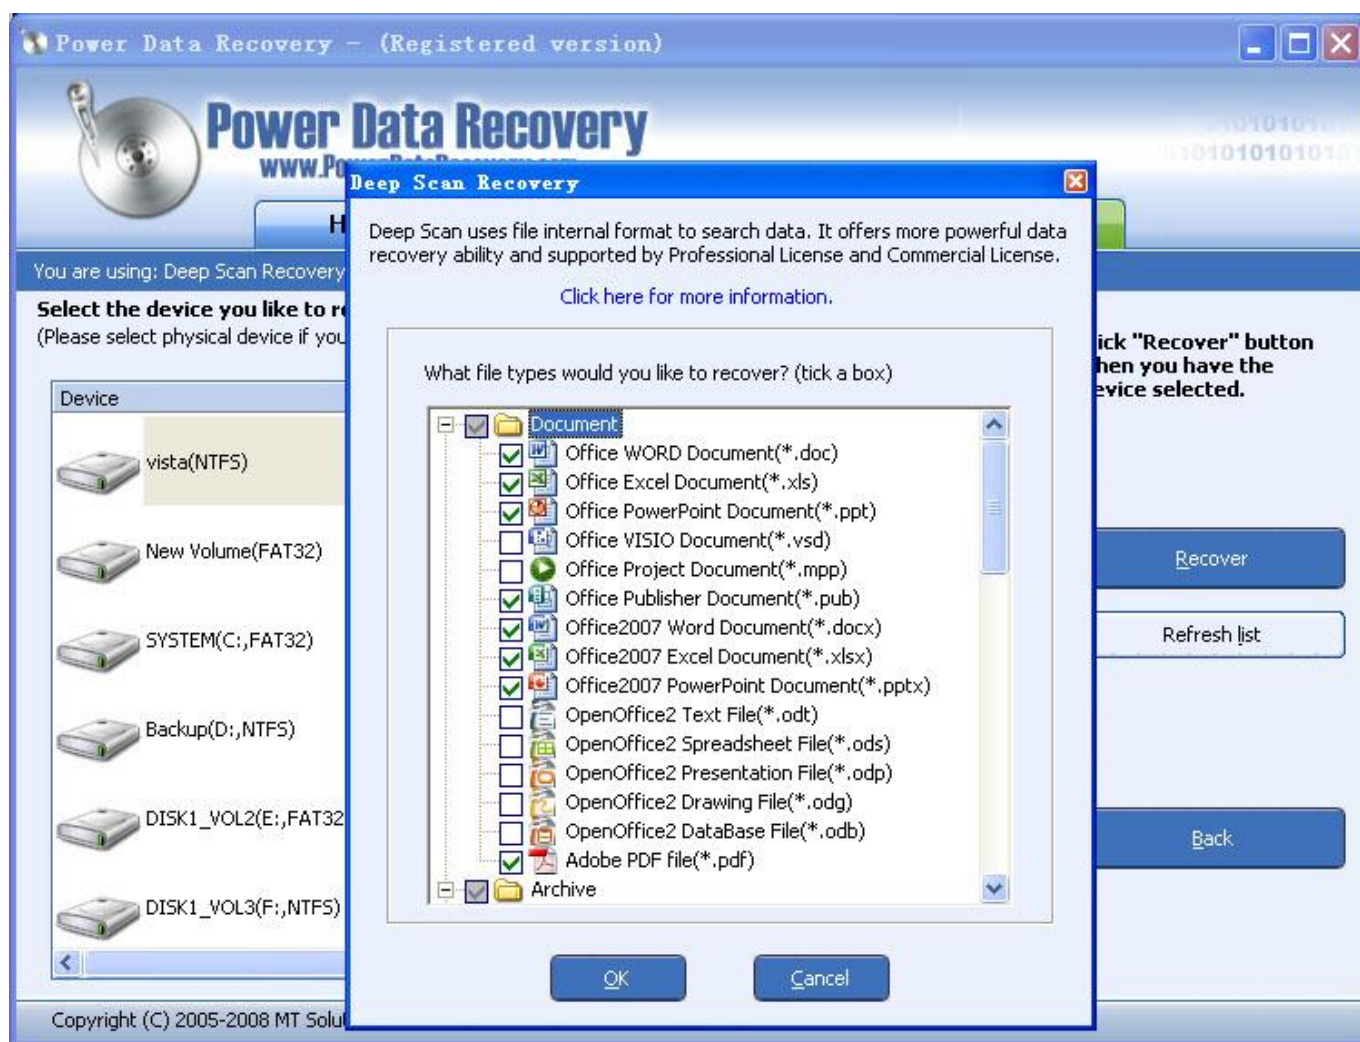 Power Data Recovery - (Registered version)
Power Data Recovery
Deep Scan Recovery
Deep Scan uses file internal format to search data. It offers more powerful data
recovery ability and supported by Professional License and Commercial License.
Click here for more information.
You are using: Deep Scan Recovery
Select the device you like to
(Please select physical device if you
"Recover" button
you have the
selected.
Device
vista(NTFS)
New Volume(FAT32)
SYSTEM(C:,FAT32)
Backup(D:,NTFS)
DISK1_VOL2(E:,FAT32
DISK1_VOL3(F:,NTFS)
What file types would you like to recover? (tick a box)
Document
Office WORD Document(*.doc)
Office Excel Document(*.xls)
Office PowerPoint Document(*.ppt)
Office VISIO Document(*.vsd)
Office Project Document(*.mpp)
Office Publisher Document(*.pub)
Office2007 Word Document(*.docx)
Office2007 Excel Document(*.xlsx)
Office2007 PowerPoint Document(*.pptx)
OpenOffice2 Text File(*.odt)
OpenOffice2 Spreadsheet File(*.ods)
OpenOffice2 Presentation File(*.odp)
OpenOffice2 Drawing File(*.odg)
OpenOffice2 DataBase File(*.odb)
Adobe PDF file(*.pdf)
Archive
OK
Cancel
Recover
Refresh list
Back
Copyright (C) 2005-2008 MT